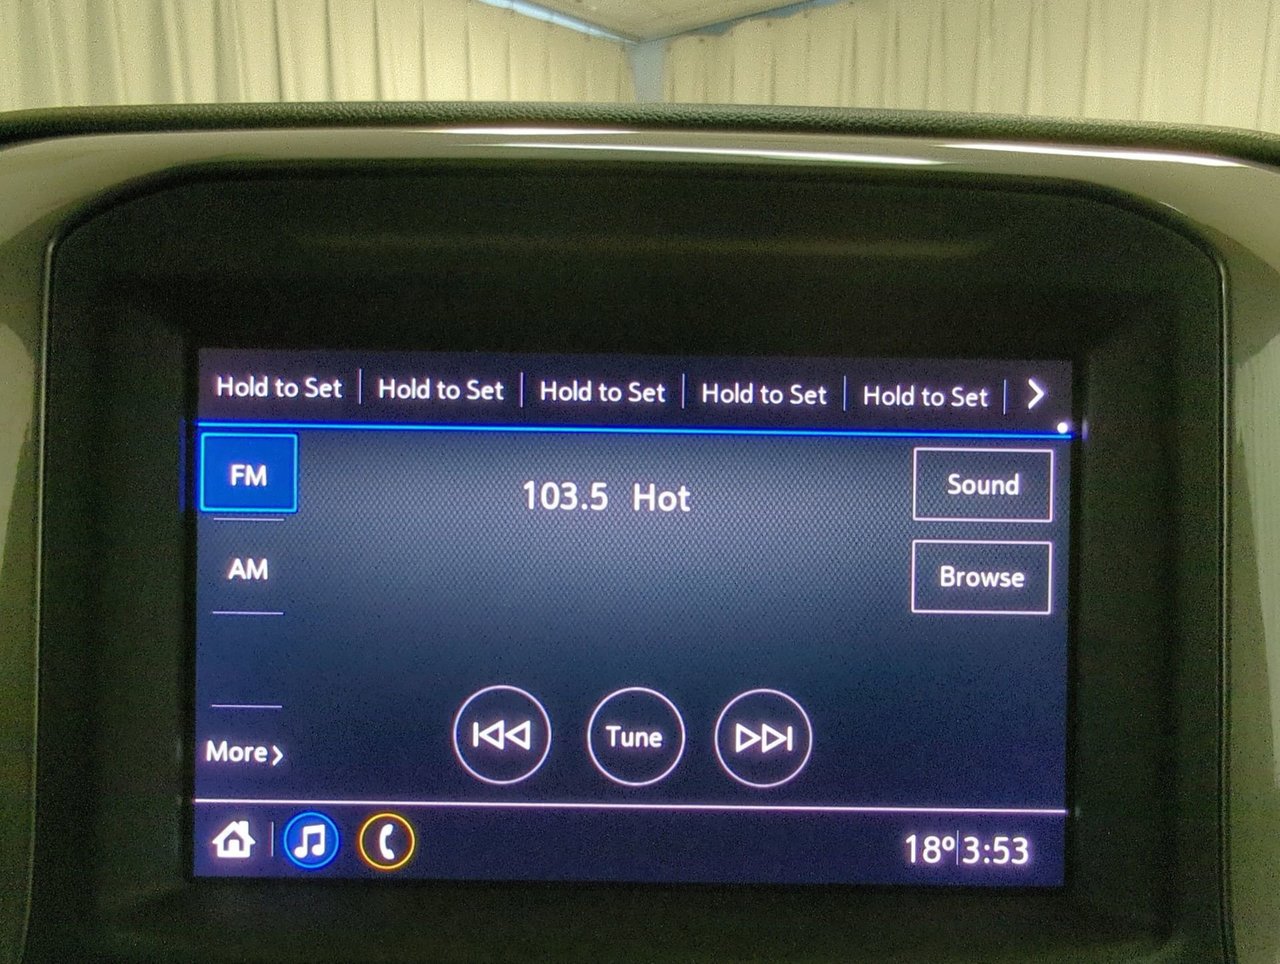 Hold to Set Hold to Set Hold to Set Hold to Set Hold to Set
FM
103.5 Hot
Sound
AM
Browse
More
Tune
18º 3:53